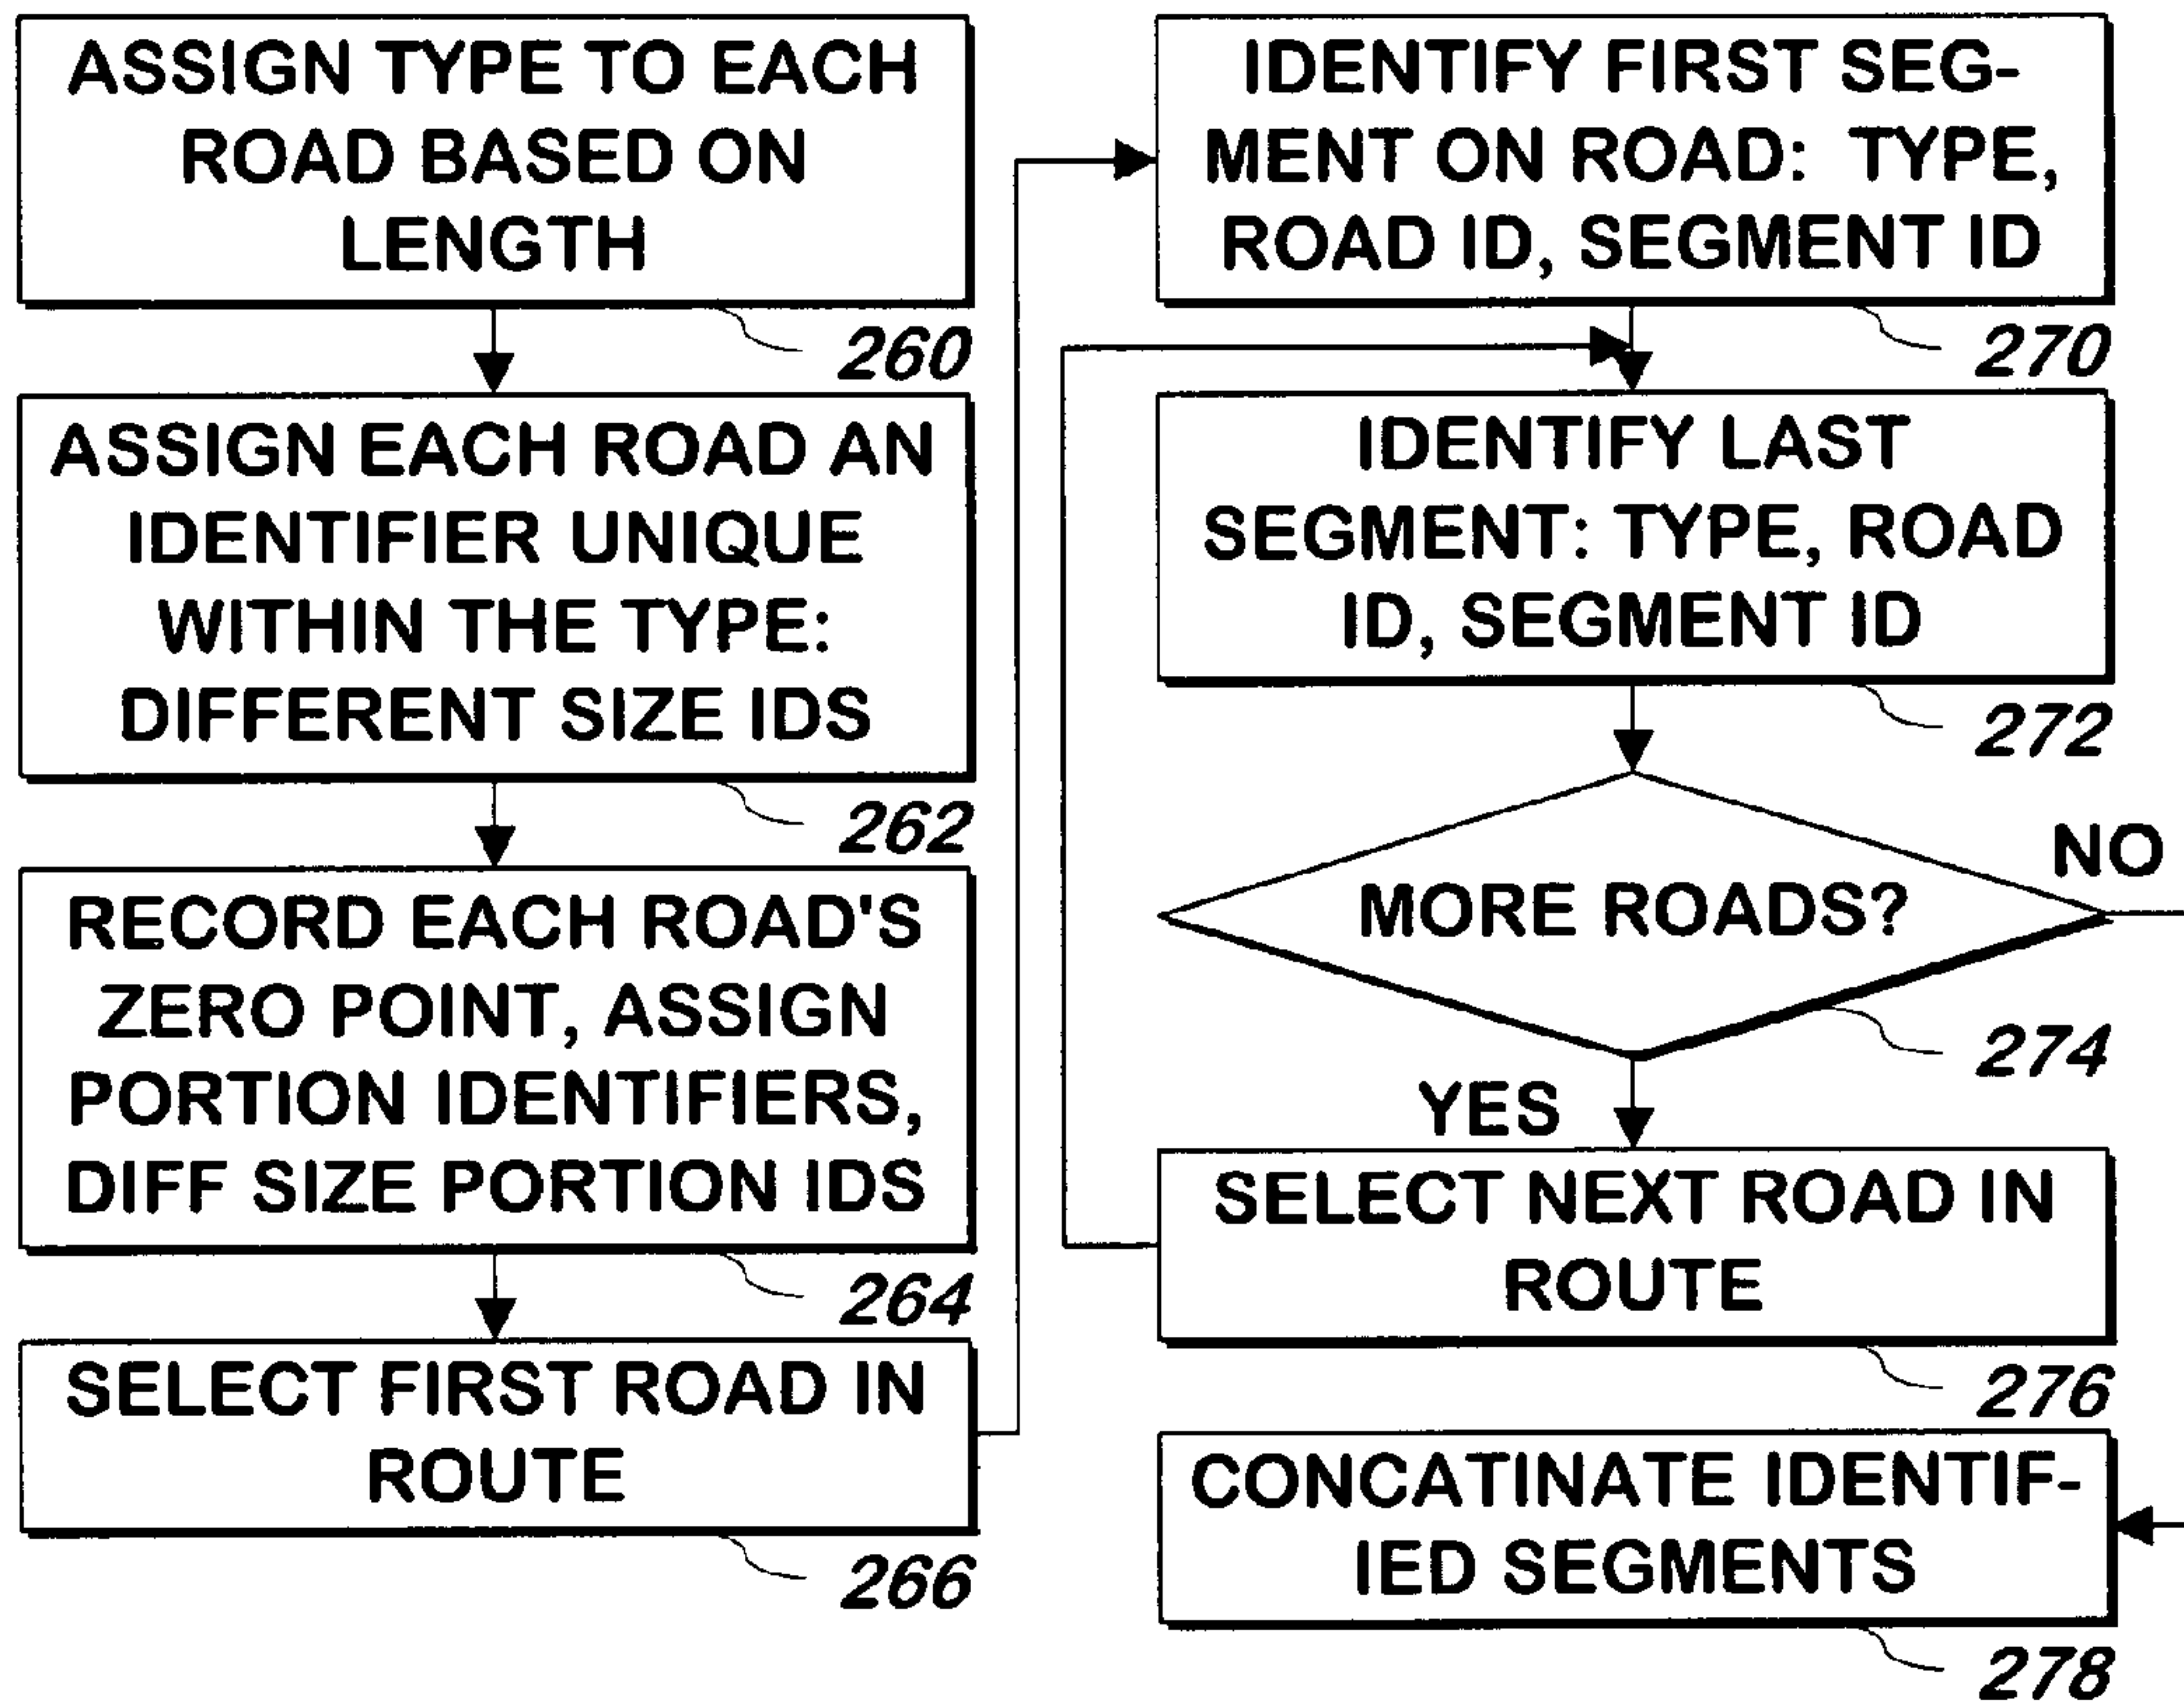 ASSIGN TYPE TO EACH
ROAD BASED ON
LENGTH
260
ASSIGN EACH ROAD AN
IDENTIFIER UNIQUE
WITHIN THE TYPE:
DIFFERENT SIZE IDS
262
RECORD EACH ROAD'S
ZERO POINT, ASSIGN
PORTION IDENTIFIERS,
DIFF SIZE PORTION IDS
264
SELECT FIRST ROAD IN
ROUTE
266
IDENTIFY FIRST SEG-
MENT ON ROAD: TYPE,
ROAD ID, SEGMENT ID
270
IDENTIFY LAST
SEGMENT: TYPE, ROAD
ID, SEGMENT ID
272
MORE ROADS?
NO
274
YES
SELECT NEXT ROAD IN
ROUTE
276
CONCATINATE IDENTIF-
IED SEGMENTS
278